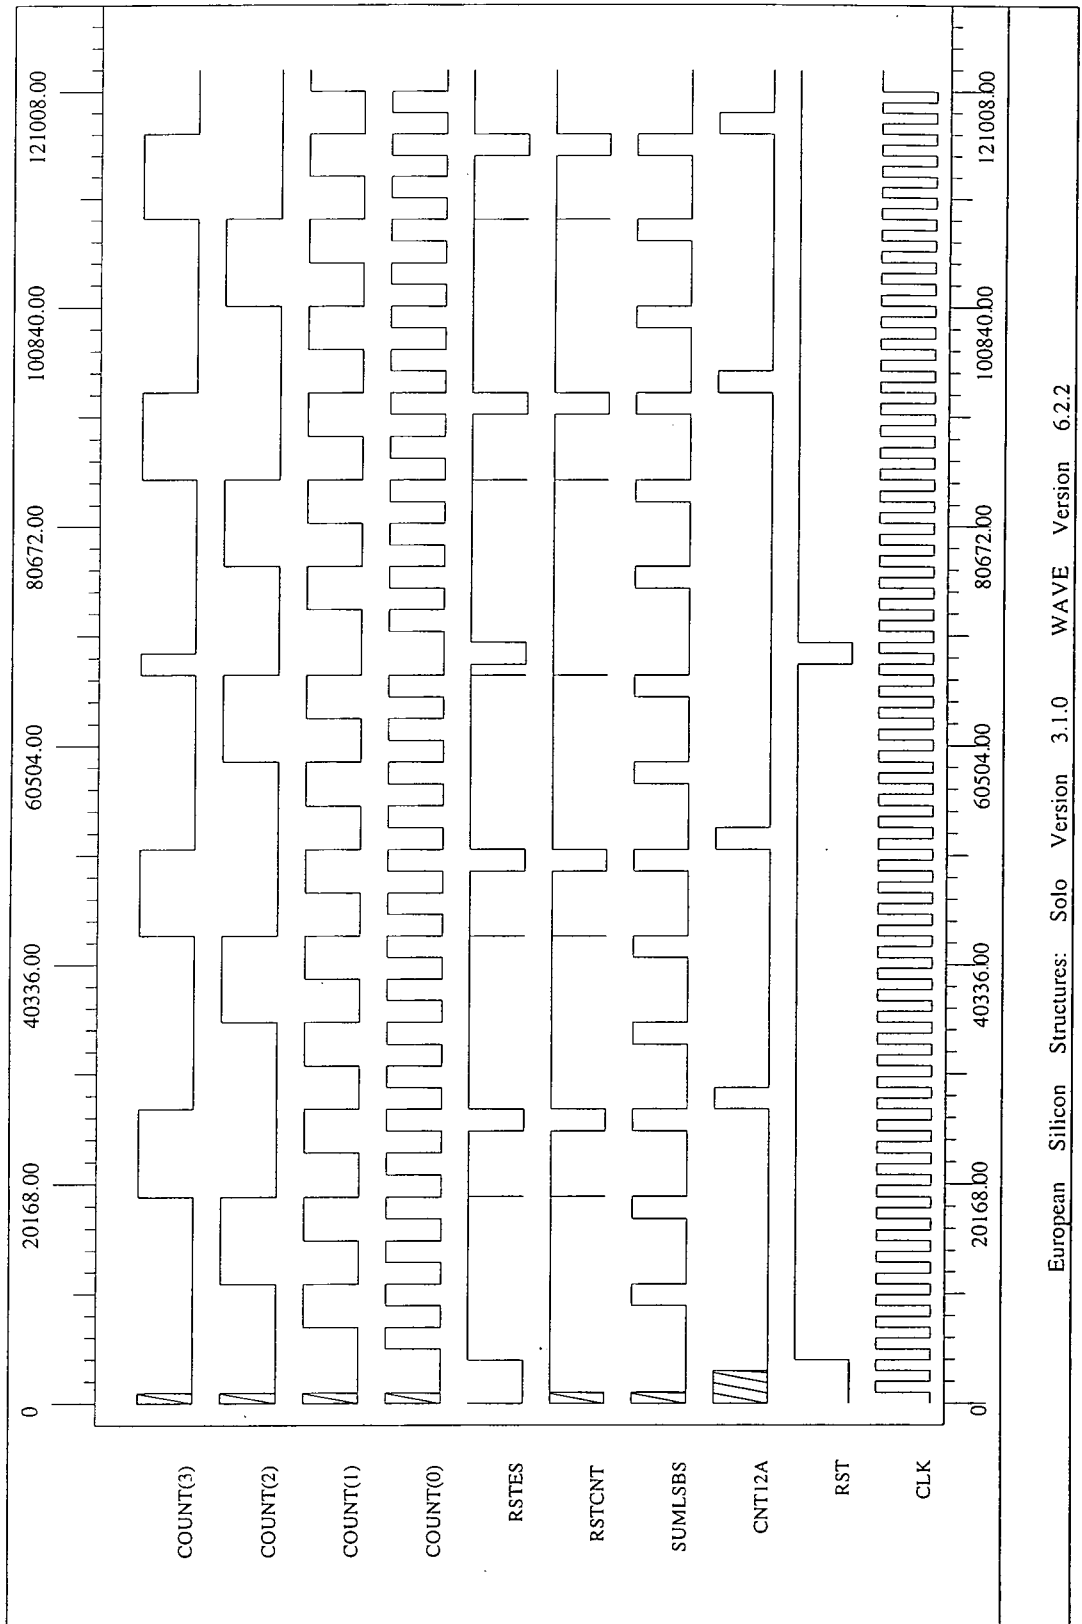 0 20168.00 40336.00 60504.00 80672.00 100840.00 121008.00
COUNT(3)
COUNT(2)
COUNT(1)
COUNT(0)
RSTES
RSTCNT
SUMLSBS
CNT12A
RST
CLK
0 20168.00 40336.00 60504.00 80672.00 100840.00 121008.00
European Silicon Structures: Solo Version 3.1.0 WAVE Version 6.2.2